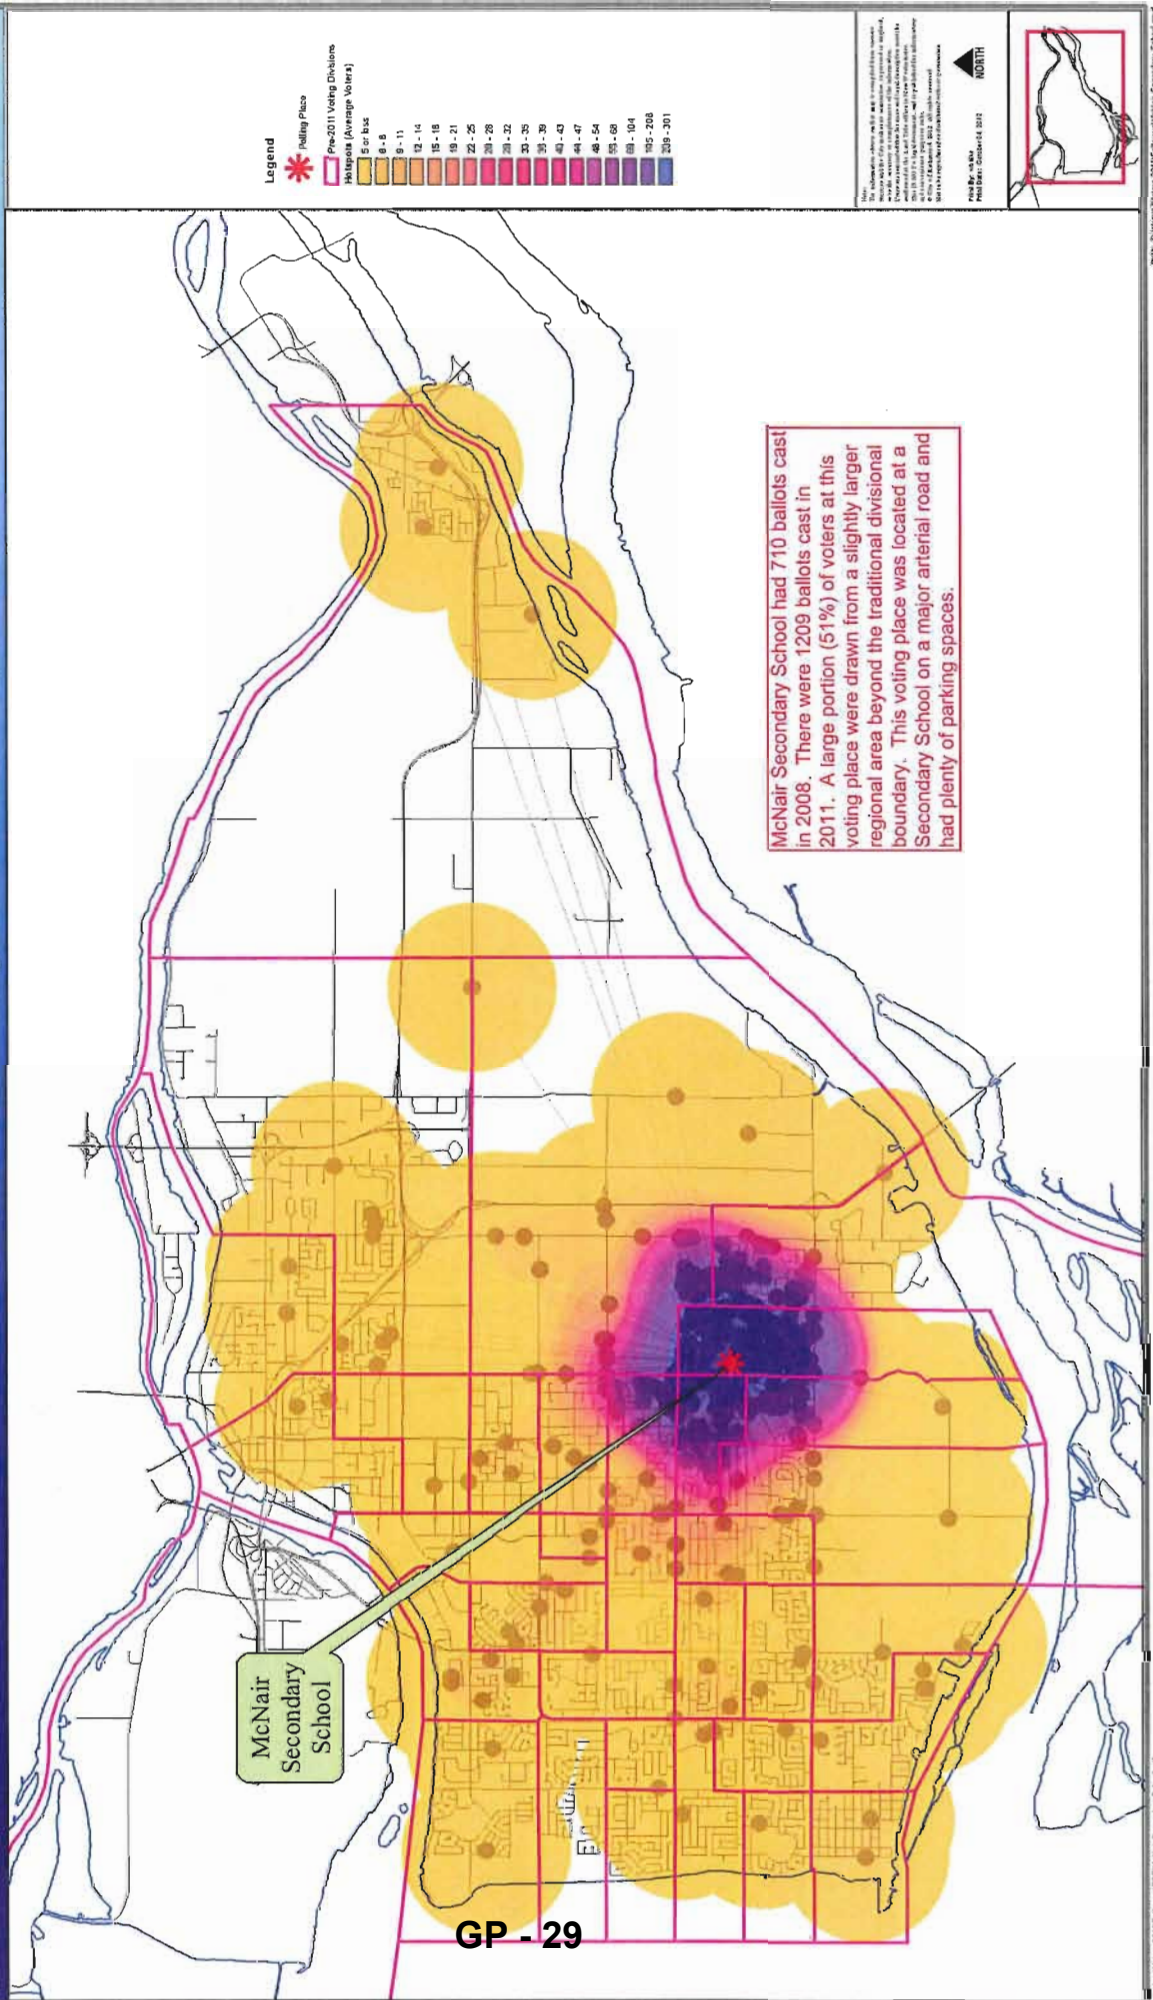 Legend
Polling Place
Pre-2011 Voting Divisions
Hotspots (Average Voters)
5 or less
6 - 8
9 - 11
12 - 14
15 - 18
19 - 21
22 - 25
26 - 28
29 - 32
33 - 35
36 - 39
40 - 43
44 - 47
48 - 54
55 - 68
69 - 104
105 - 208
209 - 301
NORTH
McNair Secondary School had 710 ballots cast
in 2008. There were 1209 ballots cast in
2011. A large portion (51%) of voters at this
voting place were drawn from a slightly larger
regional area beyond the traditional divisional
boundary. This voting place was located at a
Secondary School on a major arterial road and
had plenty of parking spaces.
McNair
Secondary
School
GP - 29